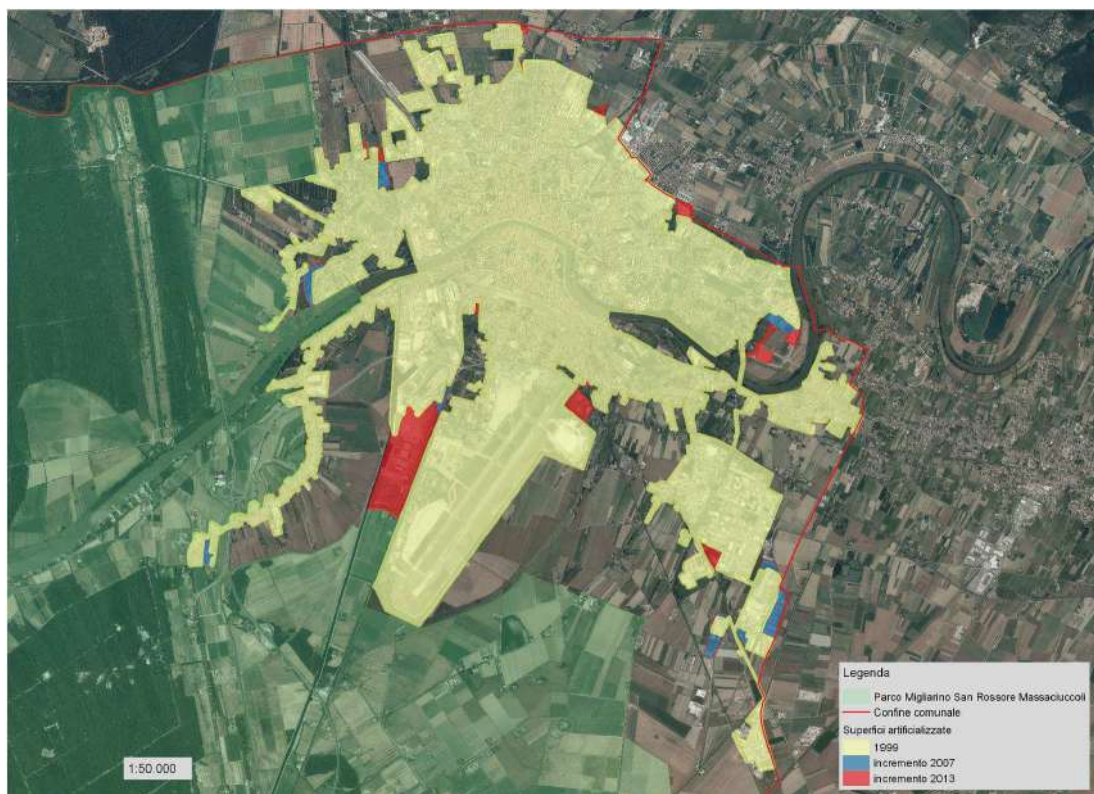 Legenda
Parco Migliarino San Rossore Massaciuccoli
Confine comunale
Superfici artificializzate
1999
incremento 2007
incremento 2013
1:50.000